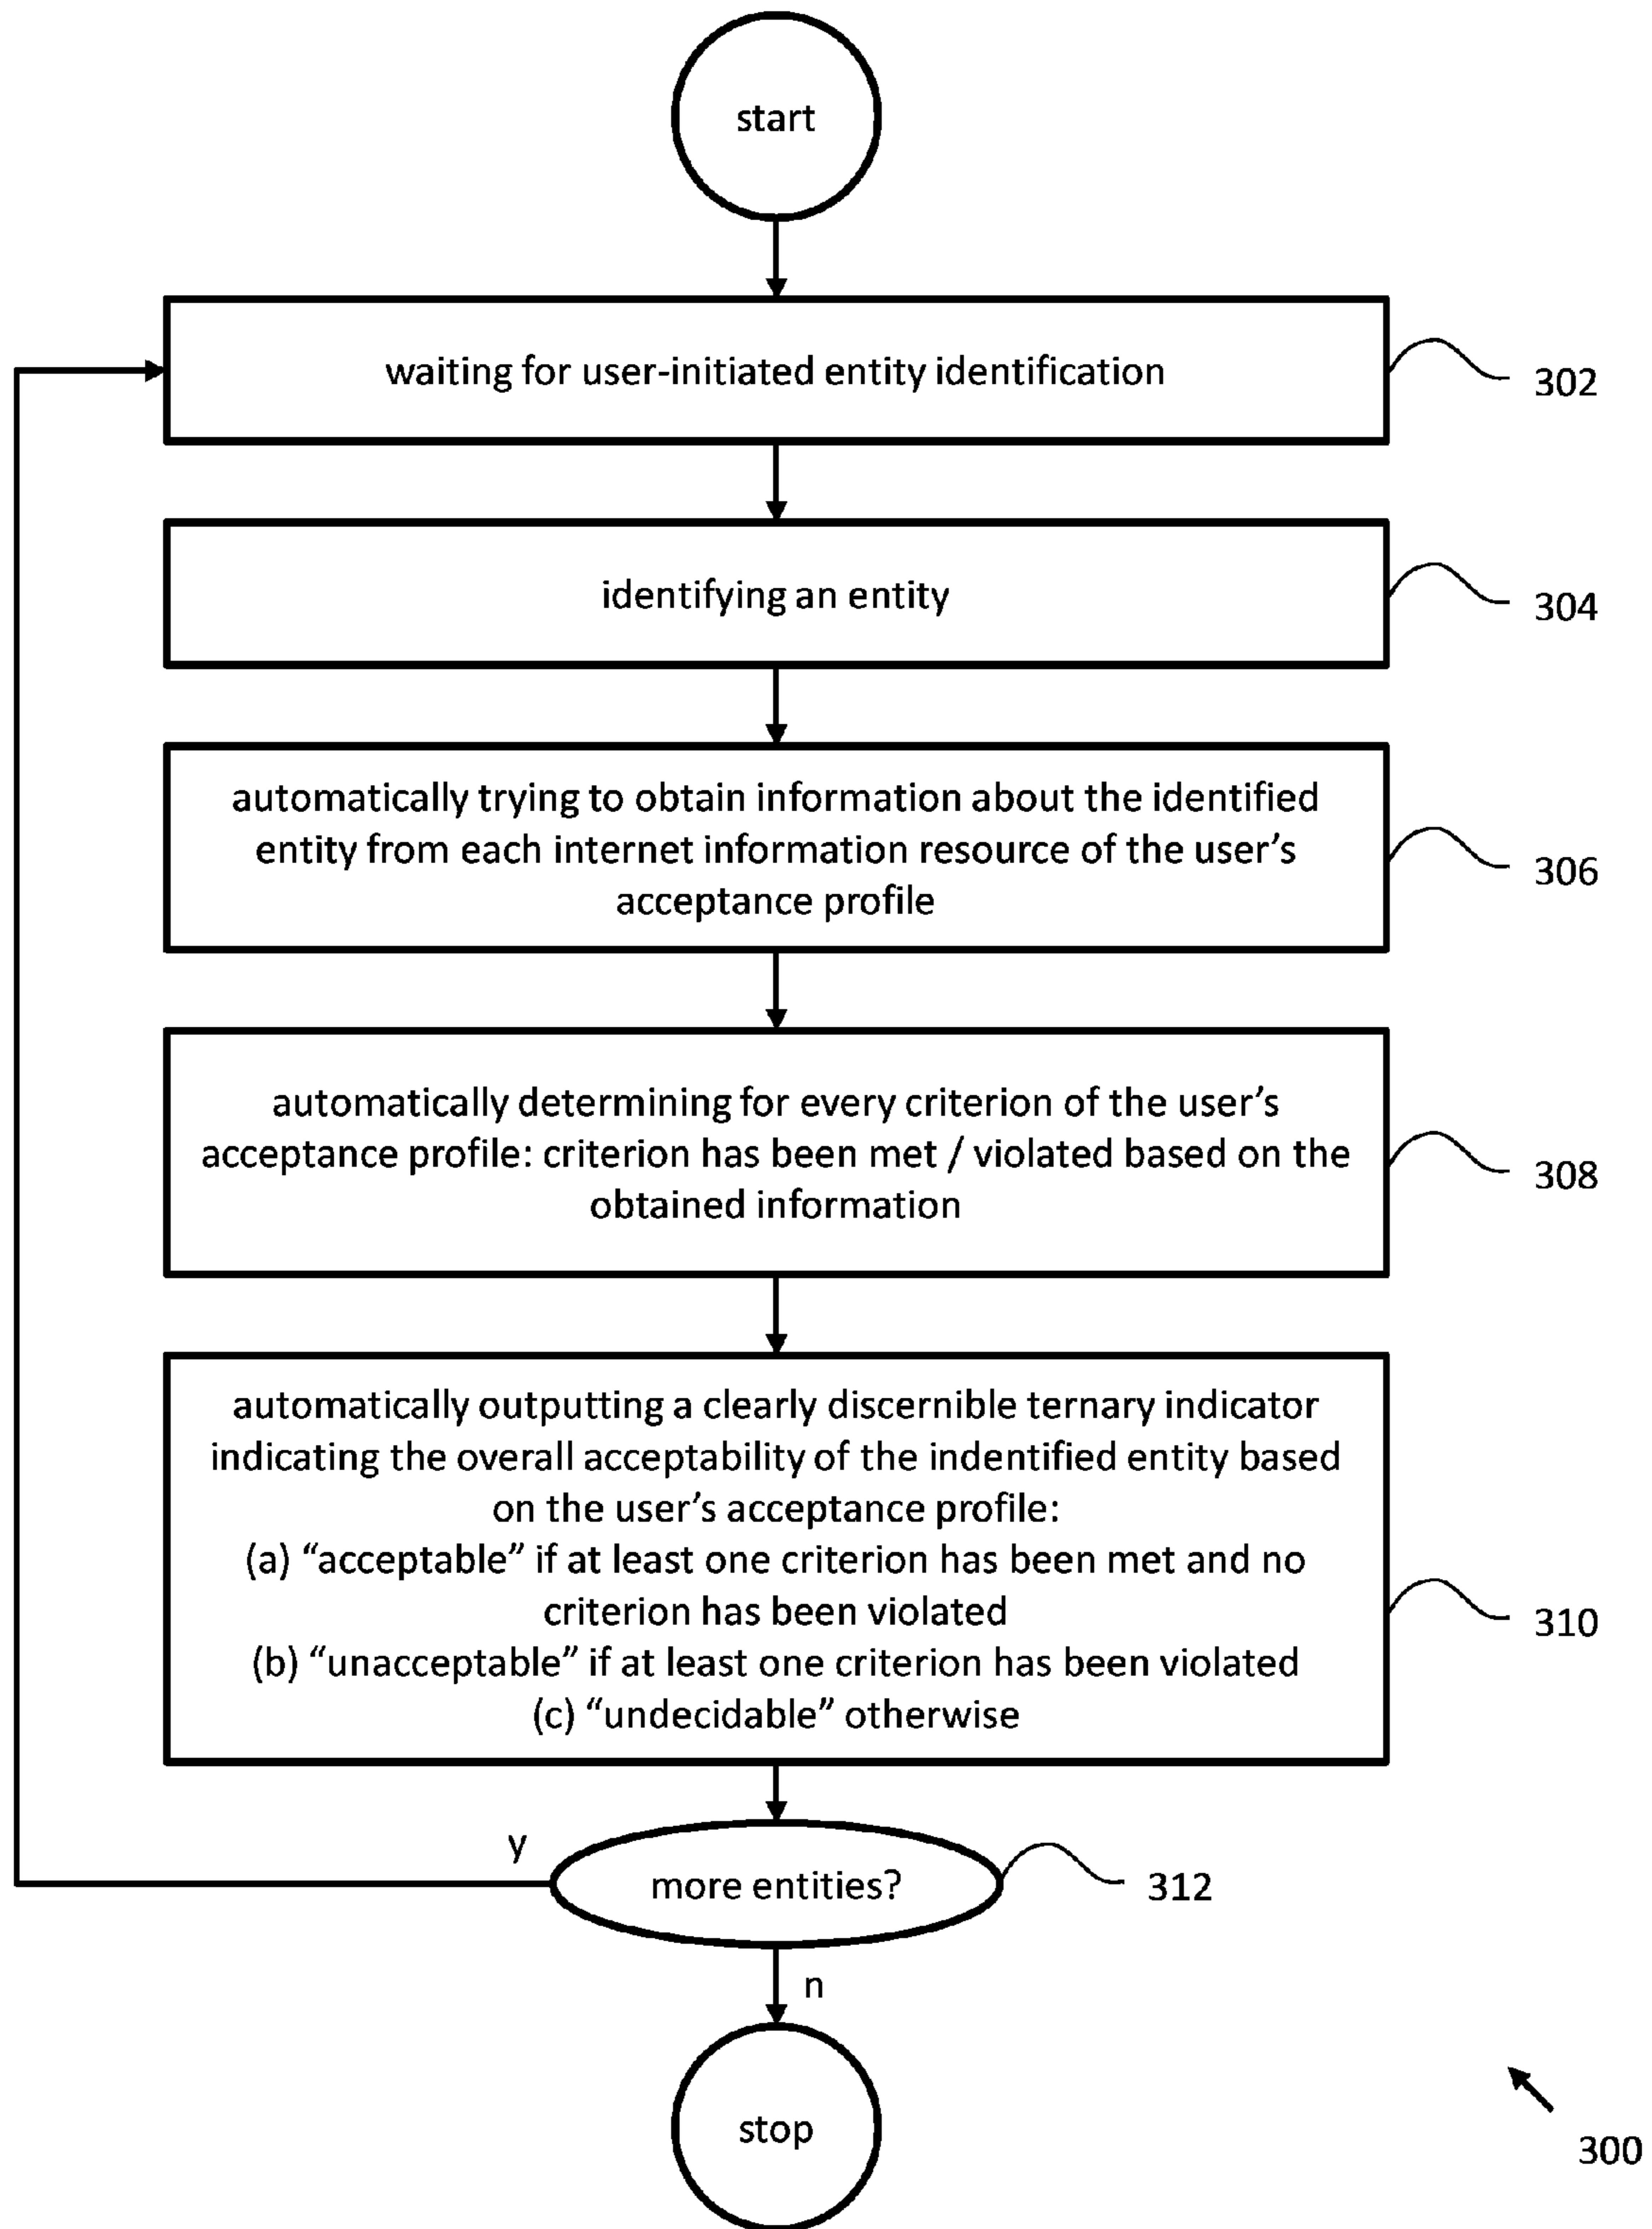 start
waiting for user-initiated entity identification
302
identifying an entity
304
automatically trying to obtain information about the identified
entity from each internet information resource of the user’s
acceptance profile
306
automatically determining for every criterion of the user’s
acceptance profile: criterion has been met / violated based on the
obtained information
308
automatically outputting a clearly discernible ternary indicator
indicating the overall acceptability of the indentified entity based
on the user’s acceptance profile:
(a) “acceptable” if at least one criterion has been met and no
criterion has been violated
(b) “unacceptable” if at least one criterion has been violated
(c) “undecidable” otherwise
310
y
more entities?
312
n
stop
300